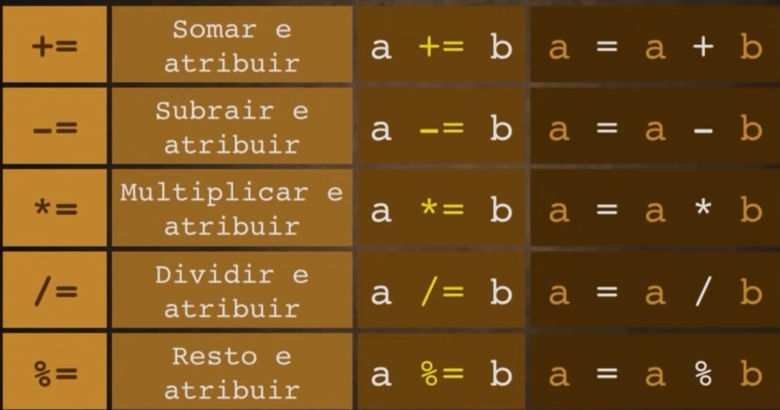 += Somar e atribuir a += b a = a + b
-= Subrair e atribuir a -= b a = a - b
*= Multiplicar e atribuir a *= b a = a * b
/= Dividir e atribuir a /= b a = a / b
%= Resto e atribuir a %= b a = a % b